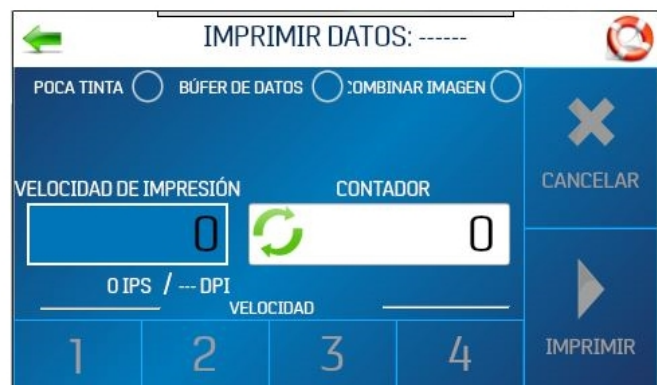 IMPRIMIR DATOS: ------
POCA TINTA BÚFER DE DATOS :OMBINAR IMAGEN
CANCELAR
VELOCIDAD DE IMPRESIÓN CONTADOR
0 0
0 IPS / --- DPI
VELOCIDAD
1 2 3 4
IMPRIMIR